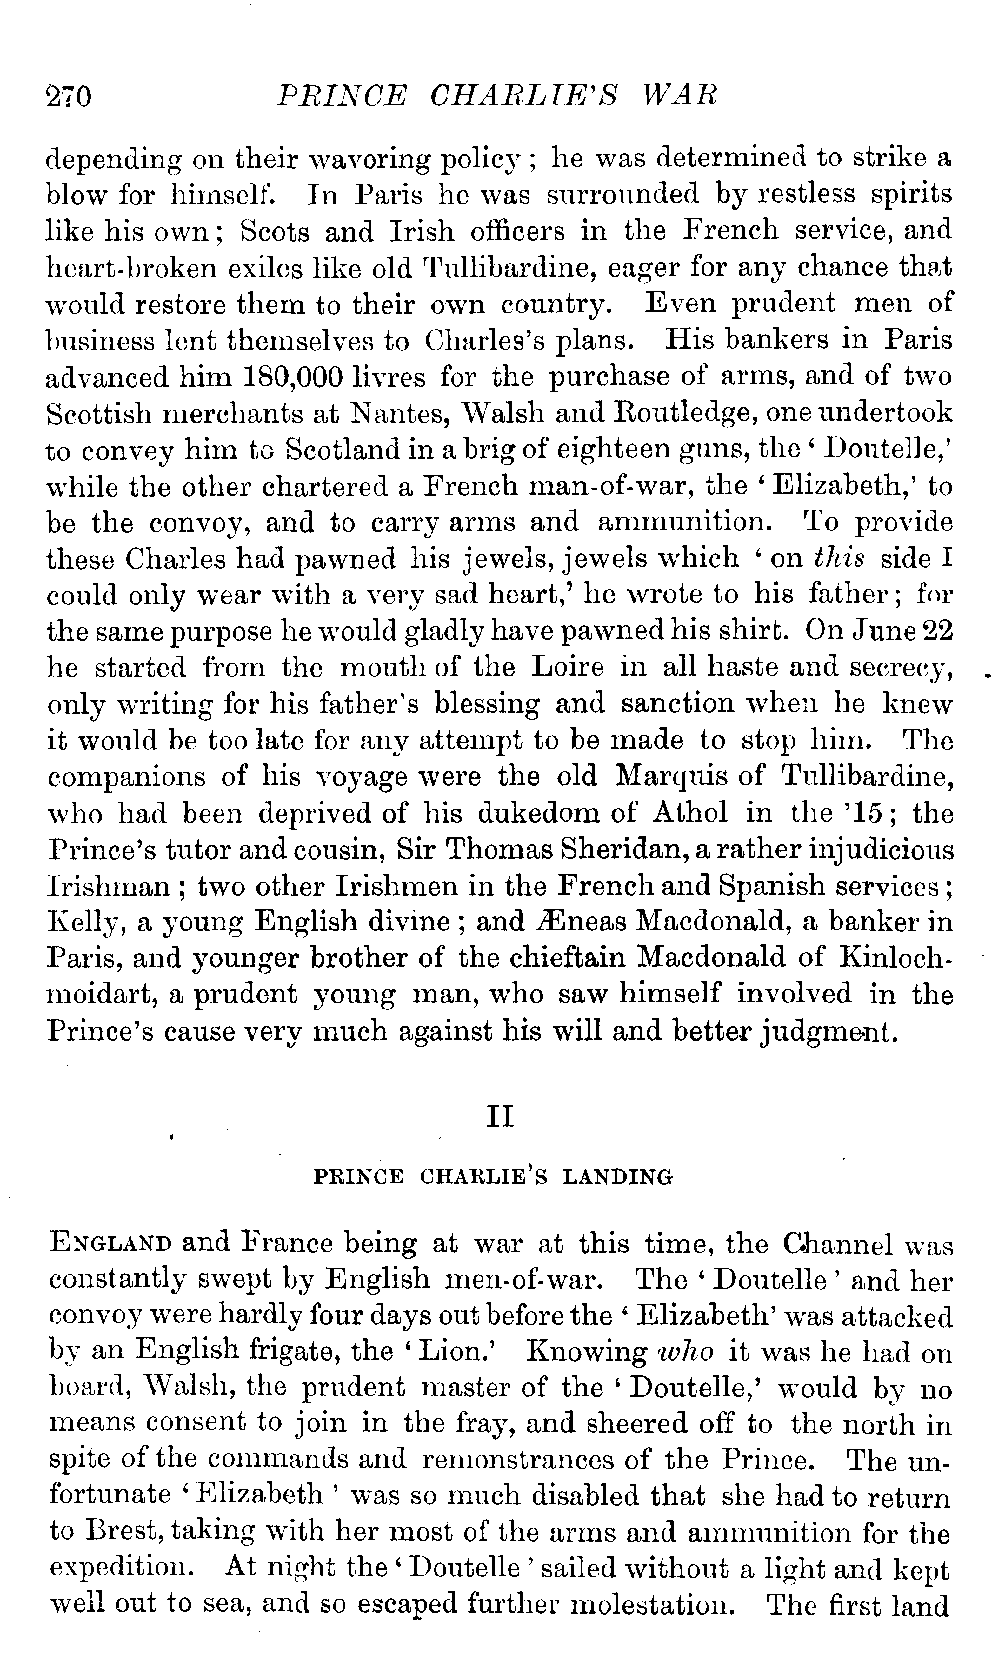 270 PRINCE CHARLIE'S WAR
depending on their wavoring policy ; he was determined to strike a
blow for himself. In Paris he was surrounded by restless spirits
like his own ; Scots and Irish officers in the French service, and
heart-broken exiles like old Tullibardine, eager for any chance that
would restore them to their own country. Even prudent men of
business lent themselves to Charles's plans. His bankers in Paris
advanced him 180,000 livres for the purchase of arms, and of two
Scottish merchants at Nantes, Walsh and Routledge, one undertook
to convey him to Scotland in a brig of eighteen guns, the ‘ Doutelle,’
while the other chartered a French man-of-war, the ‘ Elizabeth,’ to
be the convoy, and to carry arms and ammunition. To provide
these Charles had pawned his jewels, jewels which ‘ on this side I
could only wear with a very sad heart,’ he wrote to his father ; for
the same purpose he would gladly have pawned his shirt. On June 22
he started from the mouth of the Loire in all haste and secrecy,
only writing for his father's blessing and sanction when he knew
it would be too late for any attempt to be made to stop him. The
companions of his voyage were the old Marquis of Tullibardine,
who had been deprived of his dukedom of Athol in the ’15 ; the
Prince's tutor and cousin, Sir Thomas Sheridan, a rather injudicious
Irishman ; two other Irishmen in the French and Spanish services ;
Kelly, a young English divine ; and Æneas Macdonald, a banker in
Paris, and younger brother of the chieftain Macdonald of Kinloch-
moidart, a prudent young man, who saw himself involved in the
Prince's cause very much against his will and better judgment.
II
PRINCE CHARLIE'S LANDING
ENGLAND and France being at war at this time, the Channel was
constantly swept by English men-of-war. The ‘ Doutelle ’ and her
convoy were hardly four days out before the ‘ Elizabeth’ was attacked
by an English frigate, the ‘ Lion.’ Knowing who it was he had on
board, Walsh, the prudent master of the ‘ Doutelle,’ would by no
means consent to join in the fray, and sheered off to the north in
spite of the commands and remonstrances of the Prince. The un-
fortunate ‘ Elizabeth ’ was so much disabled that she had to return
to Brest, taking with her most of the arms and ammunition for the
expedition. At night the ‘ Doutelle ’ sailed without a light and kept
well out to sea, and so escaped further molestation. The first land